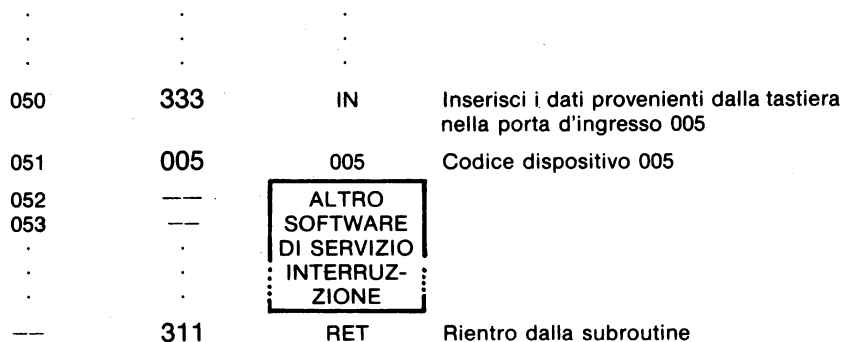 . . .
. . .
. . .
050 333 IN Inserisci i dati provenienti dalla tastiera
nella porta d'ingresso 005
051 005 005 Codice dispositivo 005
052 —— ALTRO
053 —— SOFTWARE
. . DI SERVIZIO
. . INTERRUZ-
. . ZIONE
—— 311 RET Rientro dalla subroutine